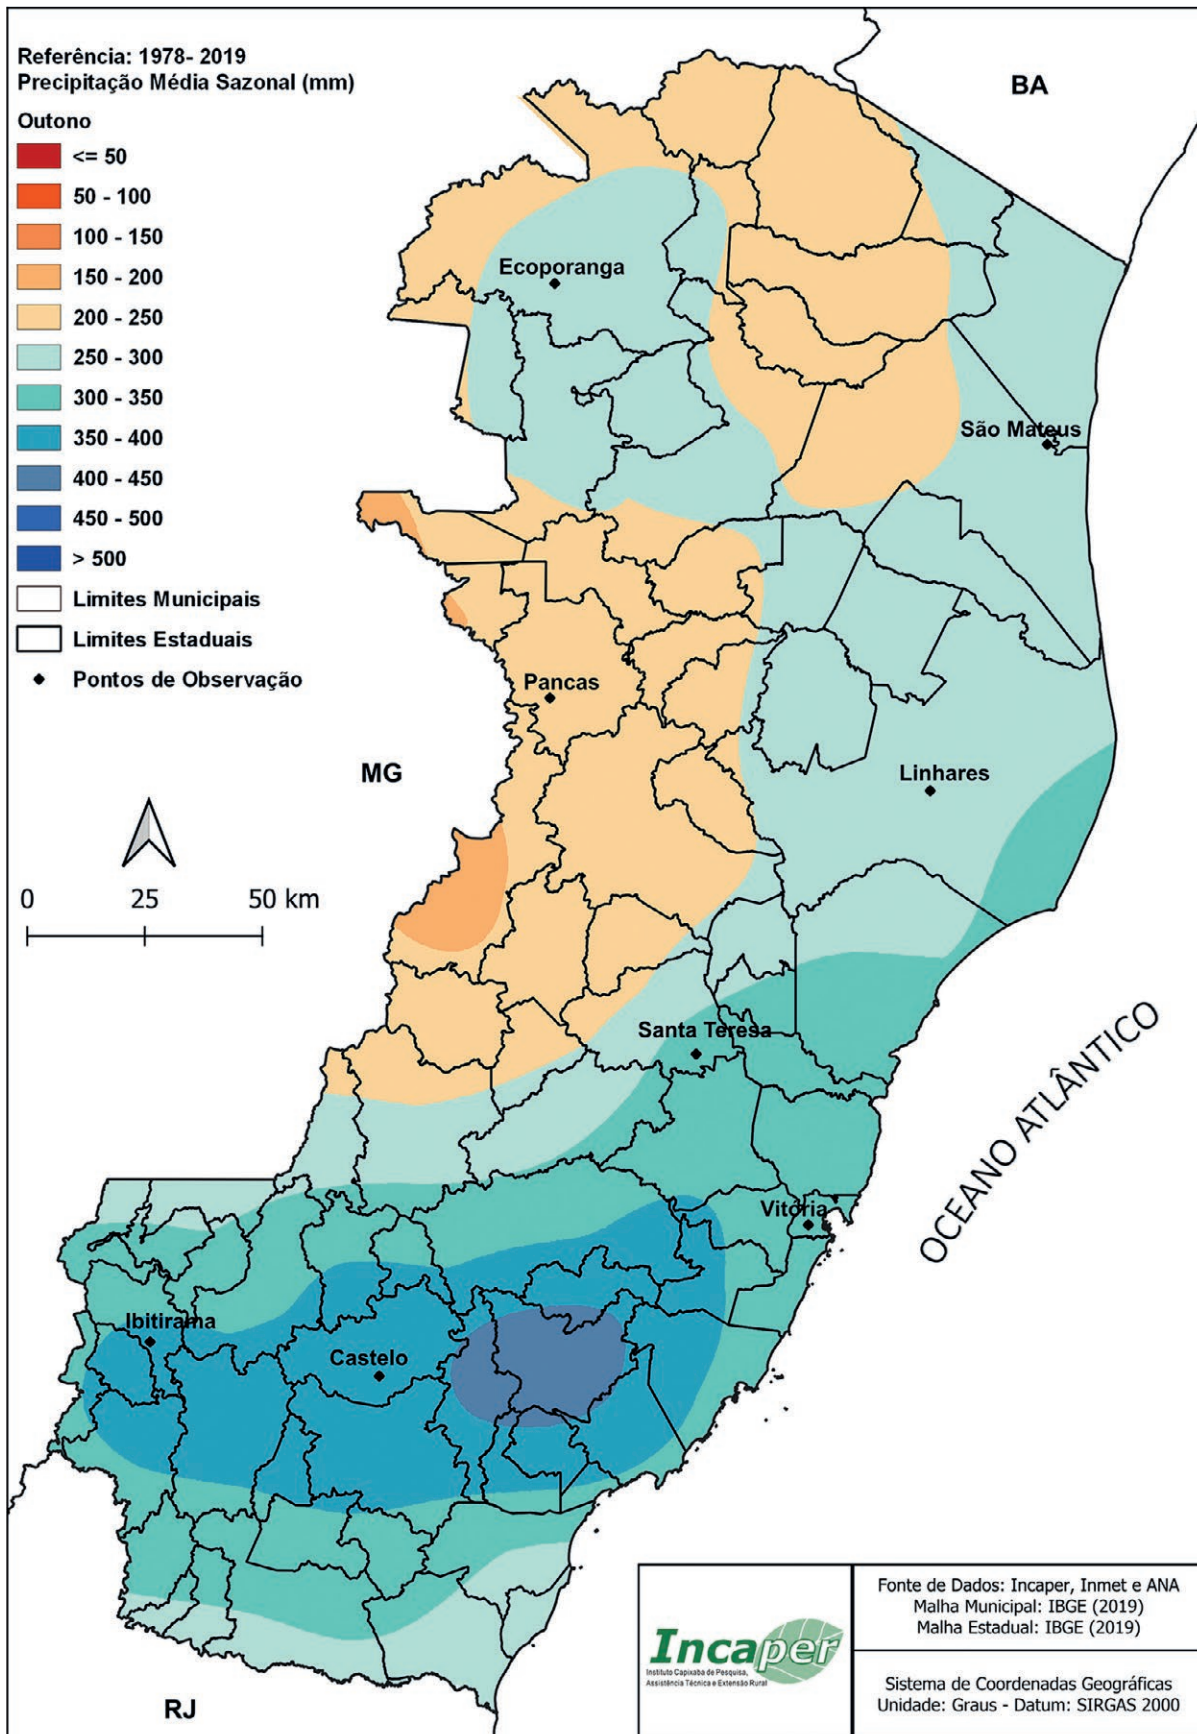 Referência: 1978- 2019
Precipitação Média Sazonal (mm)
Outono
<= 50
50 - 100
100 - 150
150 - 200
200 - 250
250 - 300
300 - 350
350 - 400
400 - 450
450 - 500
> 500
Limites Municipais
Limites Estaduais
Pontos de Observação
BA
Ecoporanga
São Mateus
Pancas
MG
Linhares
0 25 50 km
Santa Teresa
OCEANO ATLÂNTICO
Vitória
Ibitirama
Castelo
RJ
Incaper
Instituto Capixaba de Pesquisa,
Assistência Técnica e Extensão Rural
Fonte de Dados: Incaper, Inmet e ANA
Malha Municipal: IBGE (2019)
Malha Estadual: IBGE (2019)
Sistema de Coordenadas Geográficas
Unidade: Graus - Datum: SIRGAS 2000